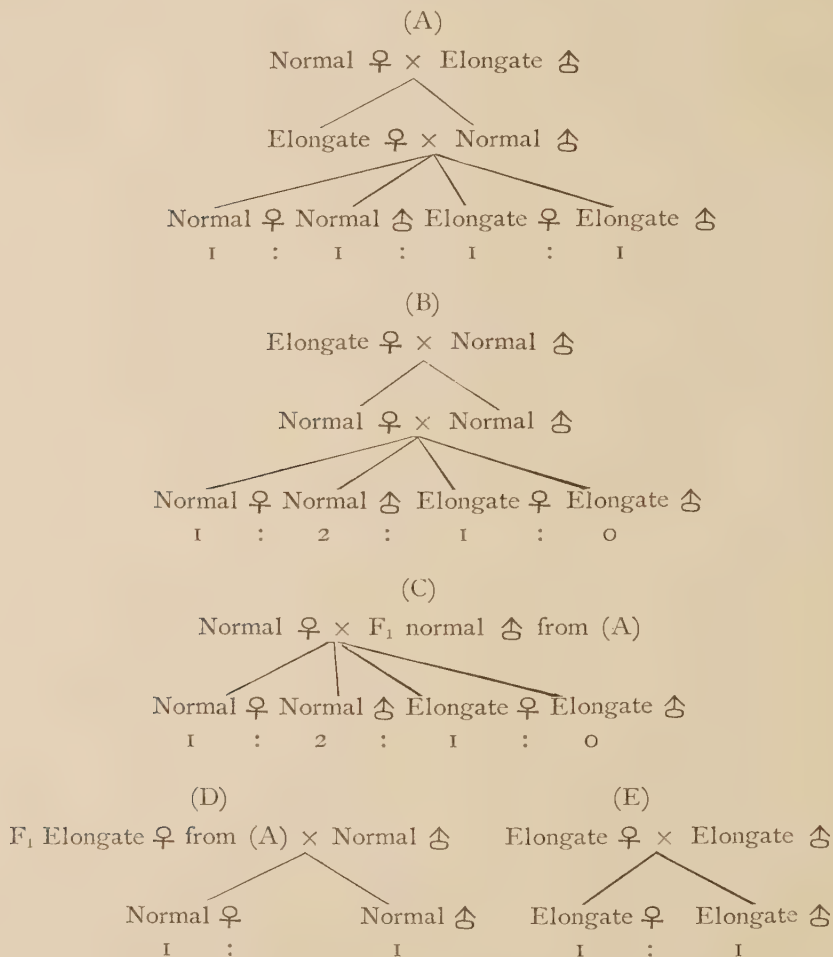 (A)
Normal ♀ × Elongate ♂
Elongate ♀ × Normal ♂
Normal ♀ Normal ♂ Elongate ♀ Elongate ♂
1 : 1 : 1 : 1
(B)
Elongate ♀ × Normal ♂
Normal ♀ × Normal ♂
Normal ♀ Normal ♂ Elongate ♀ Elongate ♂
1 : 2 : 1 : 0
(C)
Normal ♀ × F₁ normal ♂ from (A)
Normal ♀ Normal ♂ Elongate ♀ Elongate ♂
1 : 2 : 1 : 0
(D)
F₁ Elongate ♀ from (A) × Normal ♂
Normal ♀ Normal ♂
1 : 1
(E)
Elongate ♀ × Elongate ♂
Elongate ♀ Elongate ♂
1 : 1